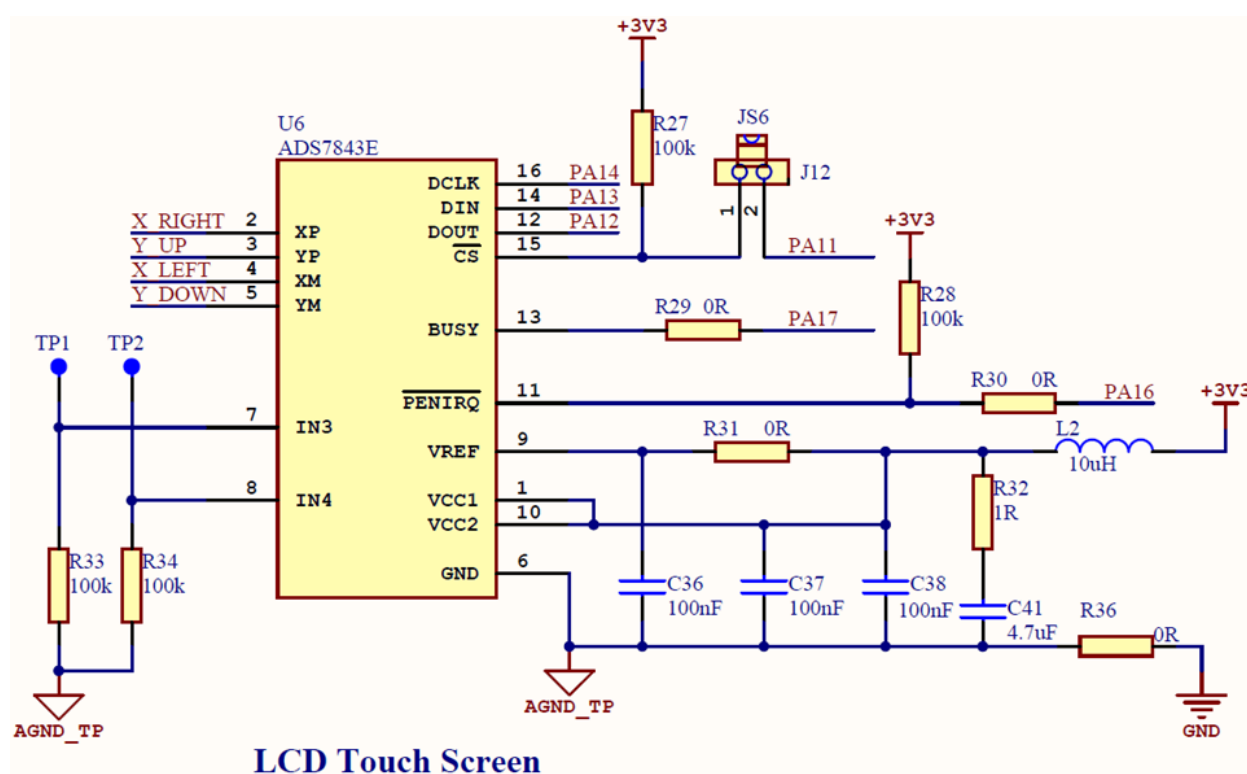 +3V3
U6
ADS7843E
R27
100k
JS6
J12
1
2
DCLK 16 PA14
DIN 14 PA13
DOUT 12 PA12
CS 15
PA11
+3V3
R28
100k
X_RIGHT 2 XP
Y_UP 3 YP
X_LEFT 4 XM
Y_DOWN 5 YM
BUSY 13
R29 0R
PA17
TP1
TP2
PENIRQ 11
R30 0R
PA16
+3V3
7 IN3
VREF 9
R31 0R
L2
10uH
8 IN4
VCC1 1
VCC2 10
R32
1R
GND 6
R33
100k
R34
100k
C36
100nF
C37
100nF
C38
100nF
C41
4.7uF
R36
0R
AGND_TP
AGND_TP
GND
LCD Touch Screen